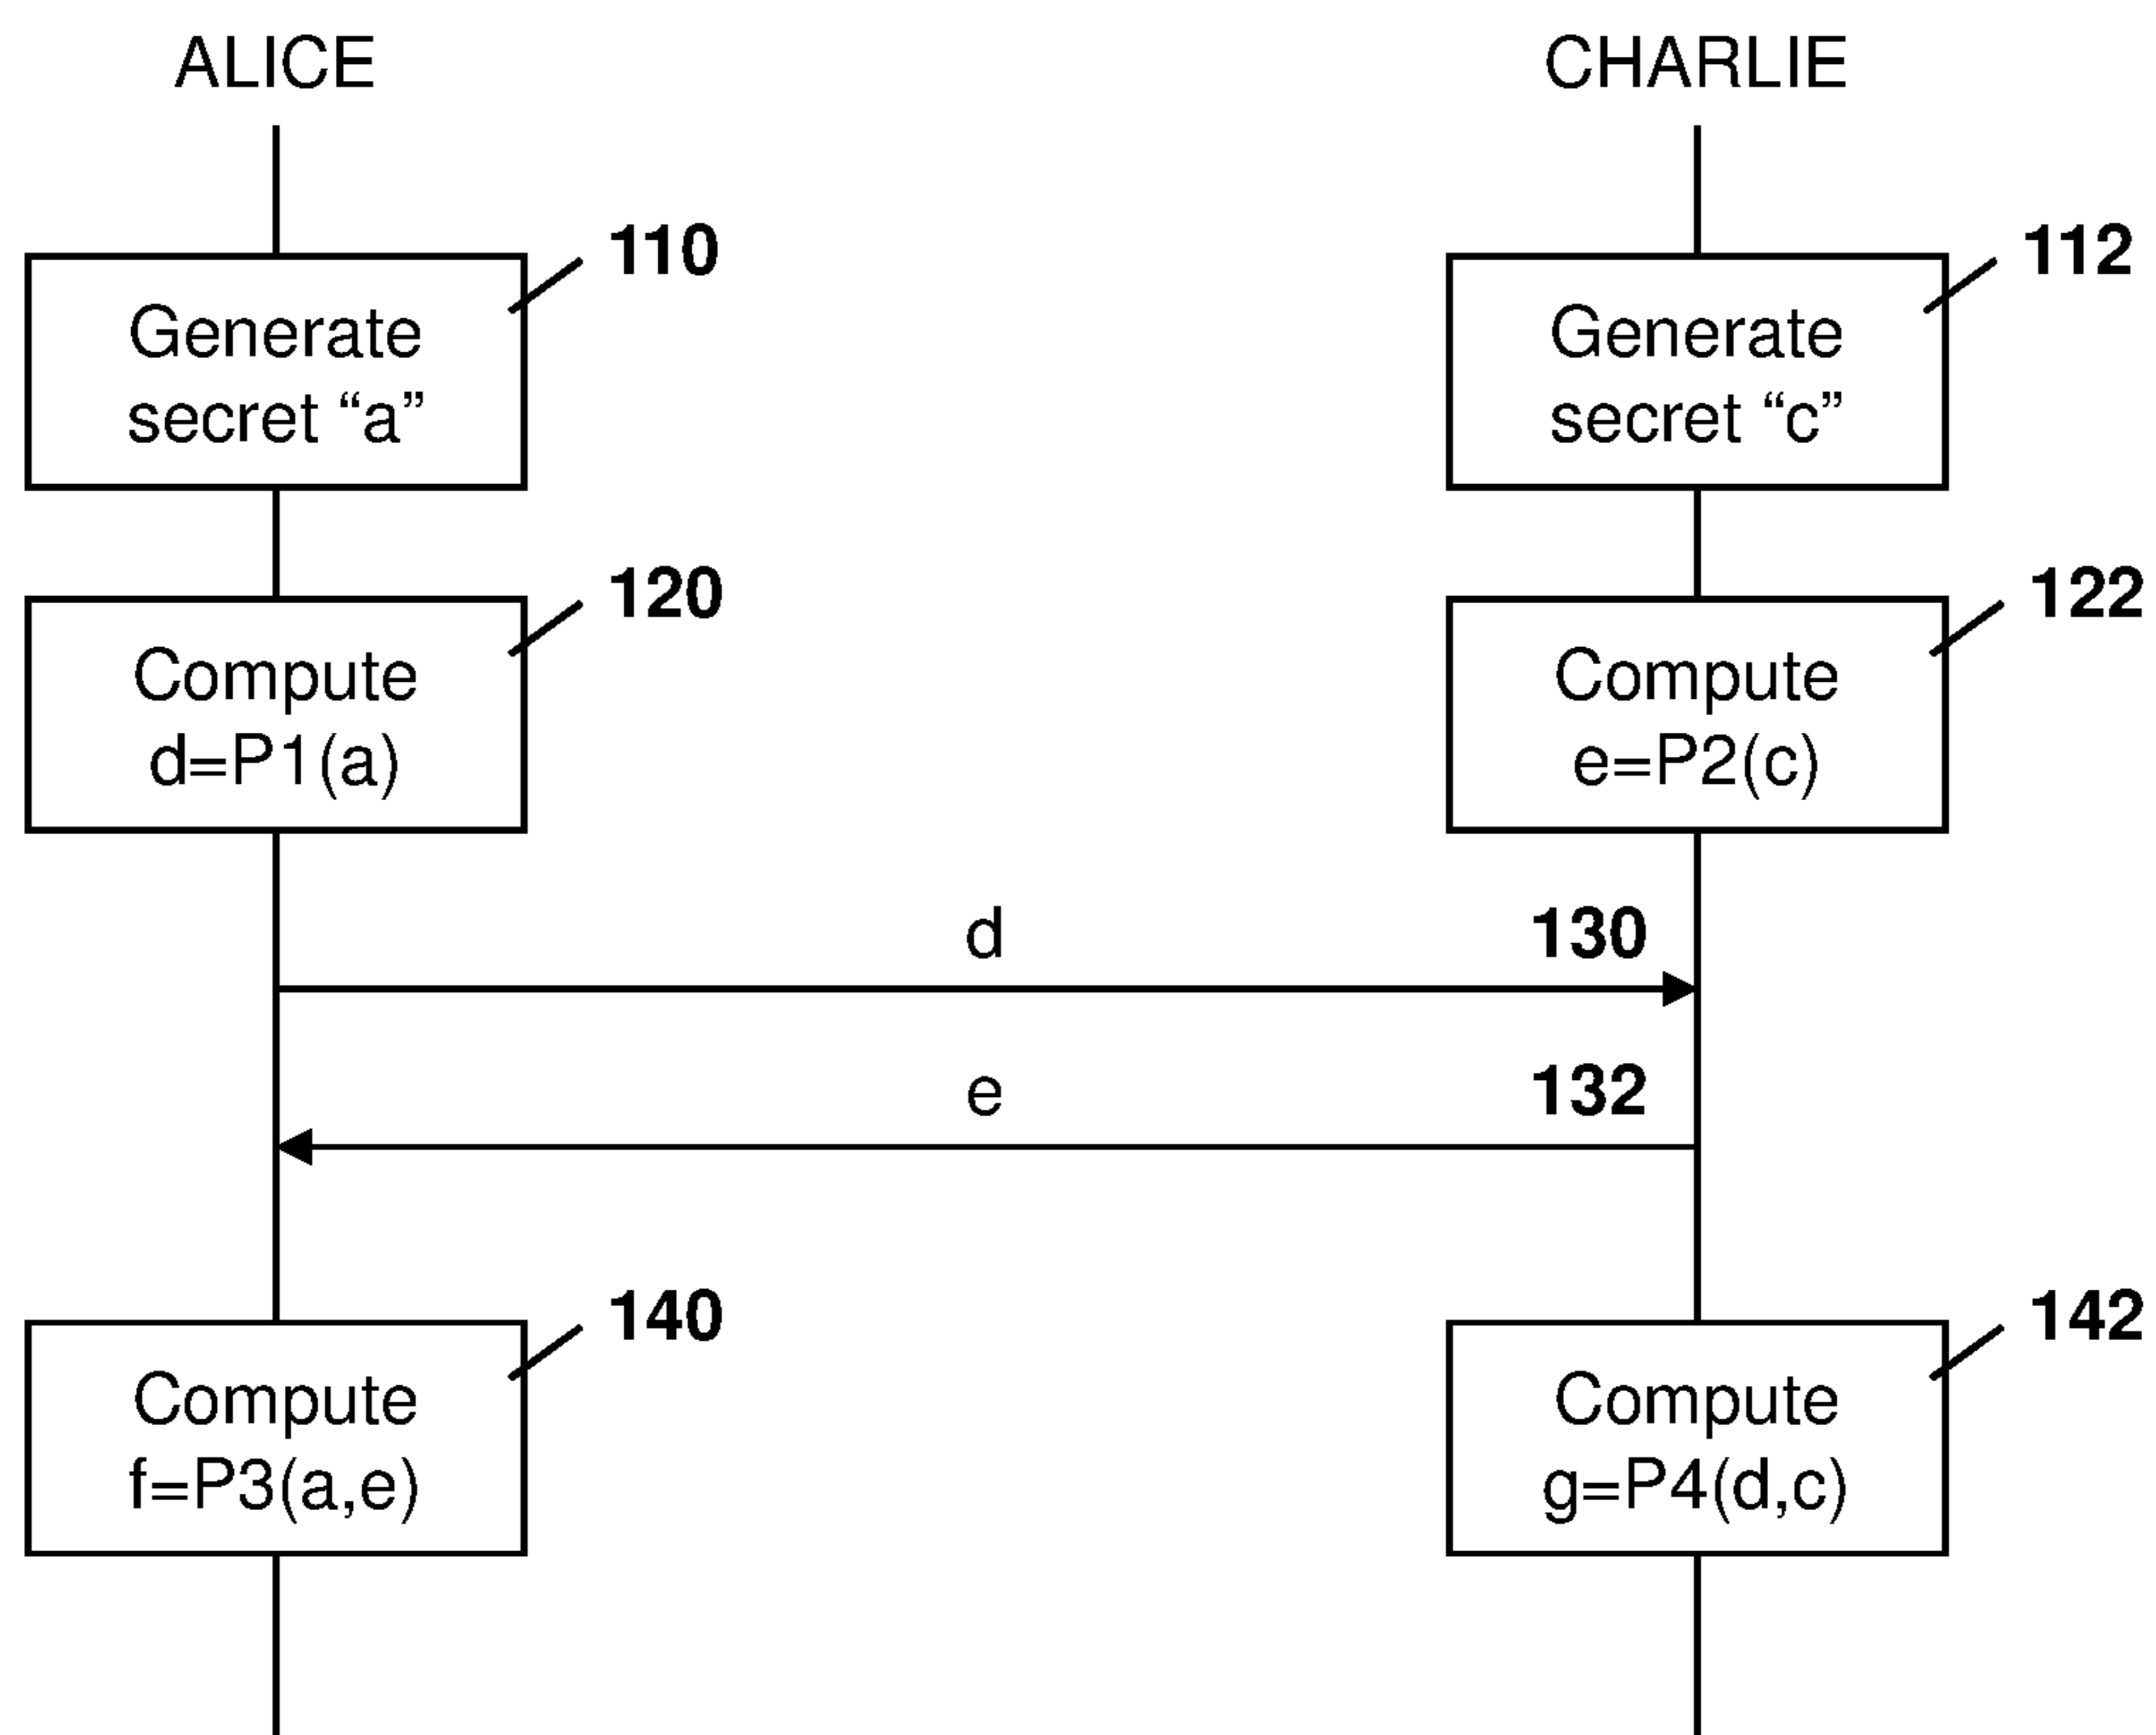 ALICE
CHARLIE
110
Generate
secret “a”
112
Generate
secret “c”
120
Compute
d=P1(a)
122
Compute
e=P2(c)
d
130
e
132
140
Compute
f=P3(a,e)
142
Compute
g=P4(d,c)